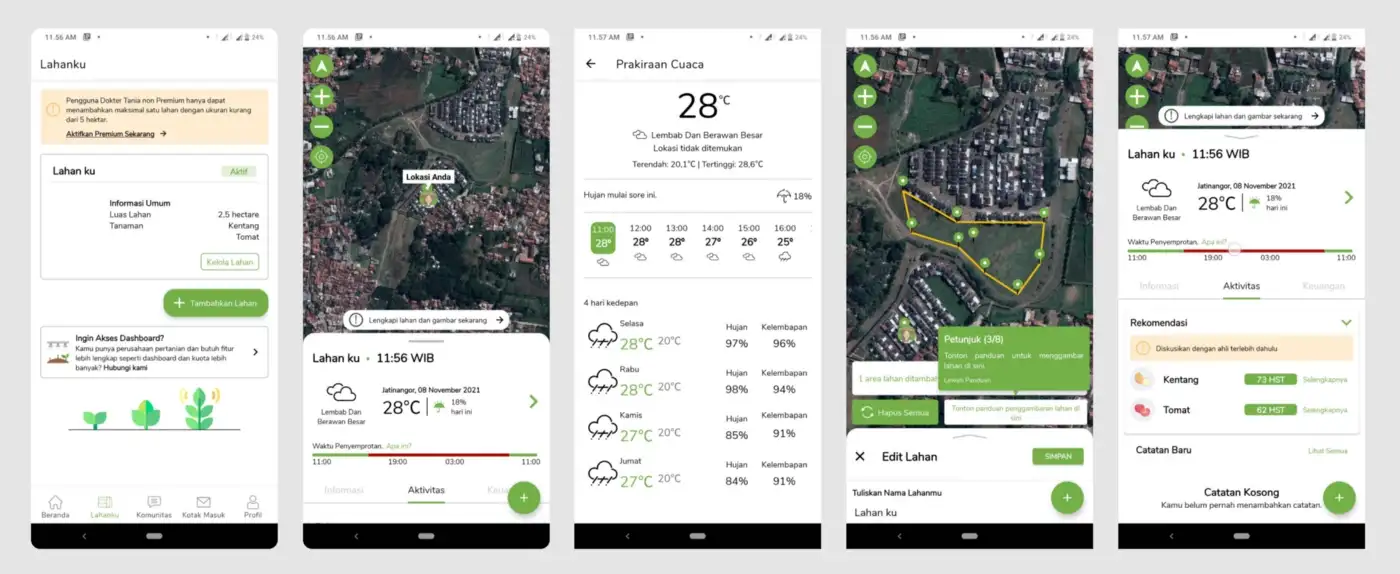 11.56 AM
24%
Lahanku
Pengguna Dokter Tania non Premium hanya dapat
menambahkan maksimal satu lahan dengan ukuran kurang
dari 5 hektar.
Aktifkan Premium Sekarang →
Lahan ku
Aktif
Informasi Umum
Luas Lahan 2,5 hectare
Tanaman Kentang
Tomat
Kelola Lahan
+ Tambahkan Lahan
Ingin Akses Dashboard?
Kamu punya perusahaan pertanian dan butuh fitur
lebih lengkap seperti dashboard dan kuota lebih
banyak? Hubungi kami
Beranda Lahanku Komunitas Kotak Masuk Profil
11.56 AM
24%
Lokasi Anda
Lengkapi lahan dan gambar sekarang →
Lahan ku • 11:56 WIB
Jatinangor, 08 November 2021
28°C
18%
hari ini
Lembab Dan
Berawan Besar
Waktu Penyemprotan. Apa ini?
11:00 19:00 03:00 11:00
Informasi Aktivitas Keua
+
11.57 AM
24%
← Prakiraan Cuaca
28°C
Lembab Dan Berawan Besar
Lokasi tidak ditemukan
Terendah: 20,1°C | Tertinggi: 28,6°C
Hujan mulai sore ini. 18%
11:00 12:00 13:00 14:00 15:00 16:00
28° 28° 28° 27° 26° 25°
4 hari kedepan
Selasa Hujan Kelembapan
28°C 20°C 97% 96%
Rabu Hujan Kelembapan
28°C 20°C 98% 94%
Kamis Hujan Kelembapan
27°C 20°C 85% 91%
Jumat Hujan Kelembapan
27°C 20°C 84% 91%
11.56 AM
24%
Petunjuk (3/8)
Tonton panduan untuk menggambar
lahan di sini
Lewati Panduan
1 area lahan ditambah
Hapus Semua
Tonton panduan penggambaran lahan di
sini
Edit Lahan
SIMPAN
Tuliskan Nama Lahanmu
Lahan ku
+
11.57 AM
24%
Lengkapi lahan dan gambar sekarang →
Lahan ku • 11:56 WIB
Jatinangor, 08 November 2021
28°C
18%
hari ini
Lembab Dan
Berawan Besar
Waktu Penyemprotan. Apa ini?
11:00 19:00 03:00 11:00
Informasi Aktivitas Keuangan
Rekomendasi
Diskusikan dengan ahli terlebih dahulu
Kentang 73 HST Selengkapnya
Tomat 62 HST Selengkapnya
Catatan Baru Lihat Semua
Catatan Kosong
Kamu belum pernah menambahkan catatan.
+